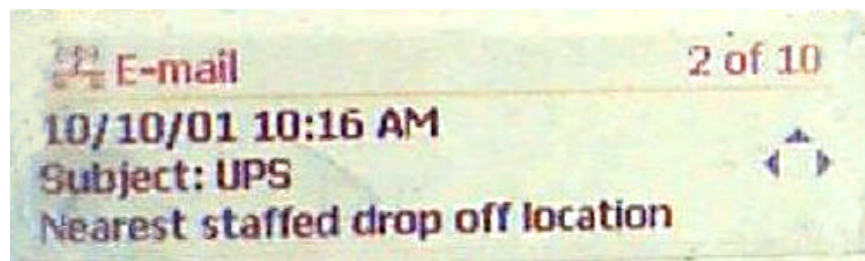 E-mail 2 of 10
10/10/01 10:16 AM
Subject: UPS
Nearest staffed drop off location